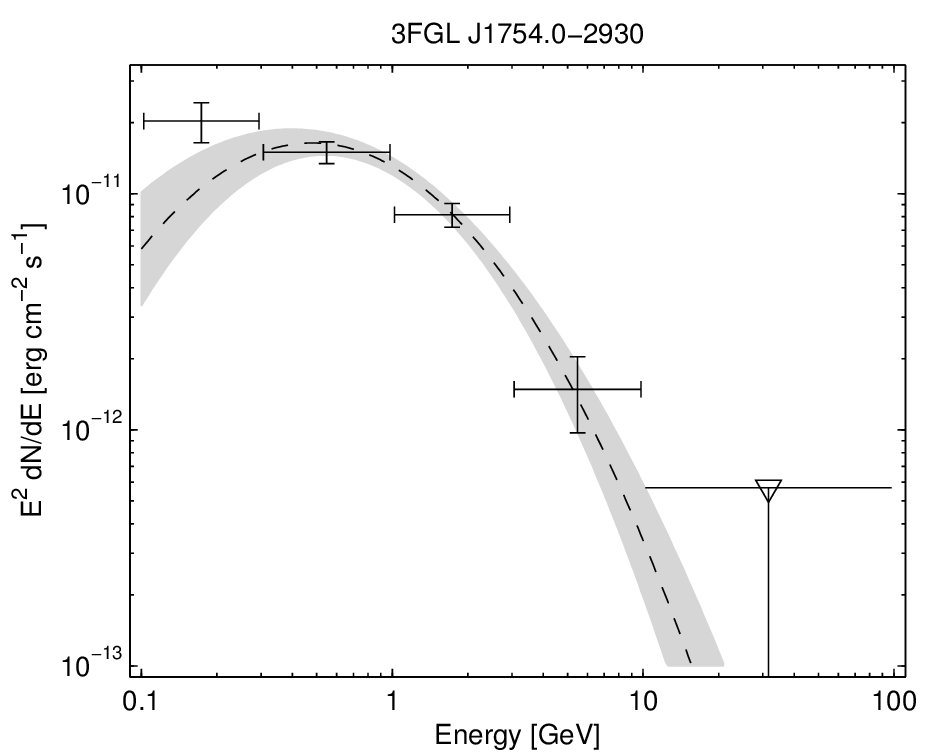 3FGL J1754.0−2930
E² dN/dE [erg cm⁻² s⁻¹]
10⁻¹¹
10⁻¹²
10⁻¹³
0.1 1 10 100
Energy [GeV]